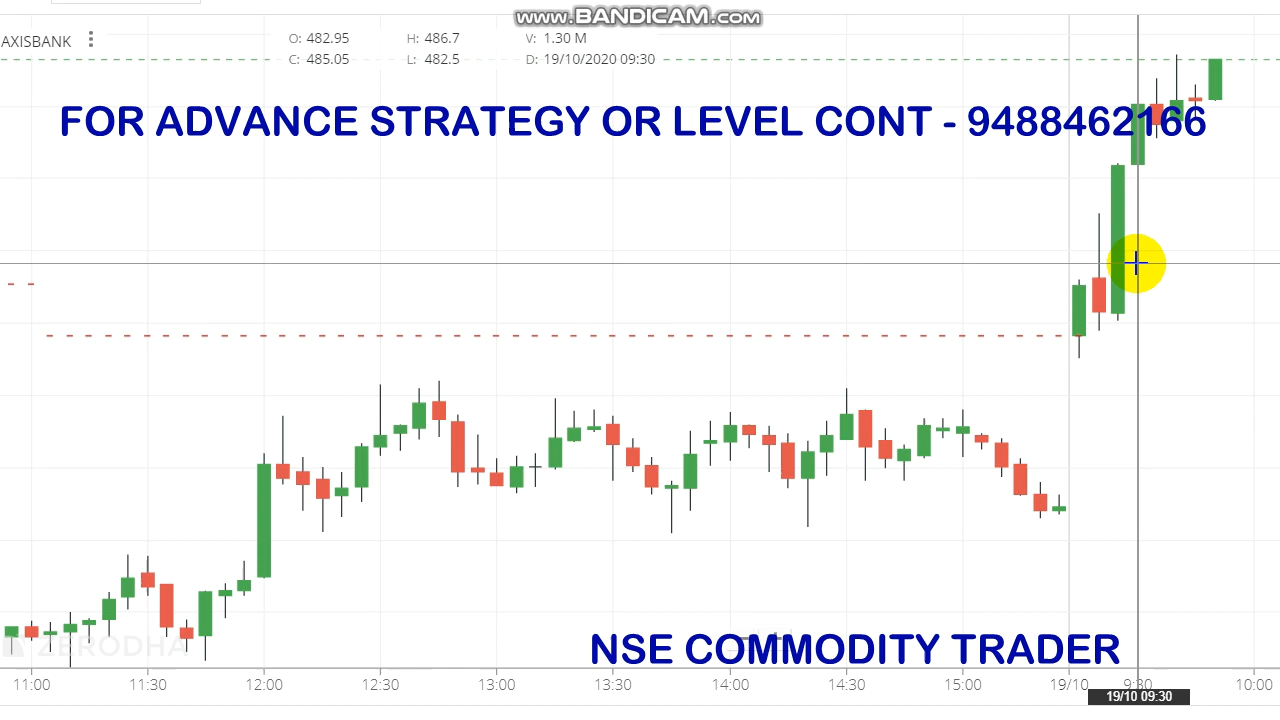 www.BANDICAM.com
AXISBANK
O: 482.95 H: 486.7 V: 1.30 M
C: 485.05 L: 482.5 D: 19/10/2020 09:30
FOR ADVANCE STRATEGY OR LEVEL CONT - 9488462166
ZERODHA
NSE COMMODITY TRADER
11:00 11:30 12:00 12:30 13:00 13:30 14:00 14:30 15:00 19/10 9:30 10:00
19/10 09:30